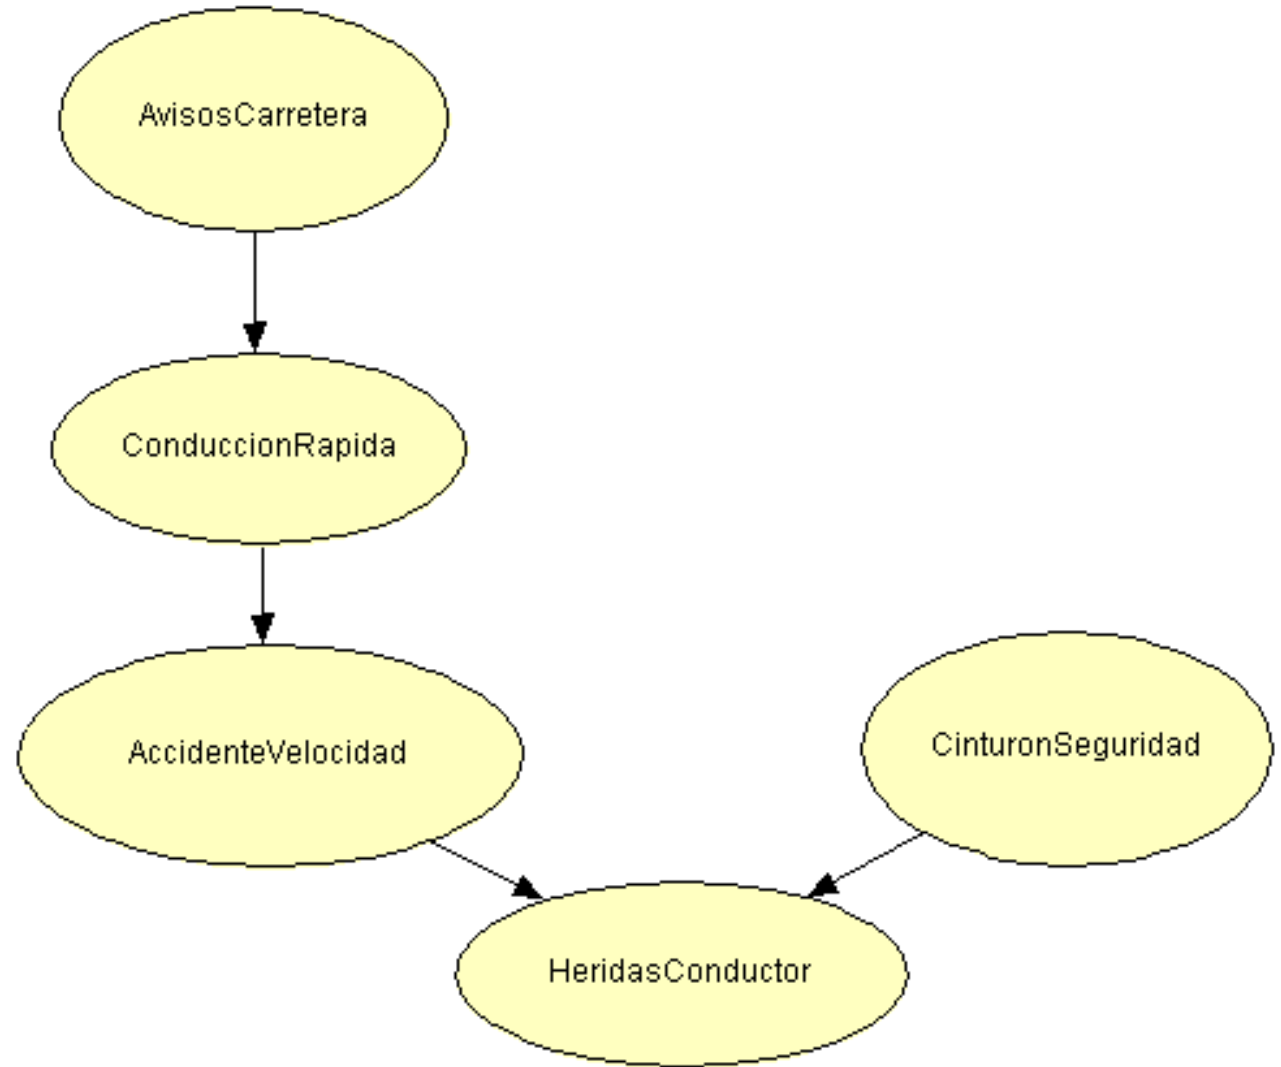 AvisosCarretera
ConduccionRapida
AccidenteVelocidad
CinturonSeguridad
HeridasConductor